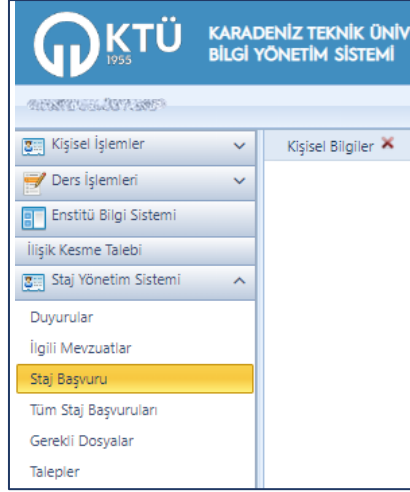 KTÜ
1955
KARADENİZ TEKNİK ÜNİV
BİLGİ YÖNETİM SİSTEMİ
Kişisel İşlemler
Kişisel Bilgiler
Ders İşlemleri
Enstitü Bilgi Sistemi
İlişik Kesme Talebi
Staj Yönetim Sistemi
Duyurular
İlgili Mevzuatlar
Staj Başvuru
Tüm Staj Başvuruları
Gerekli Dosyalar
Talepler